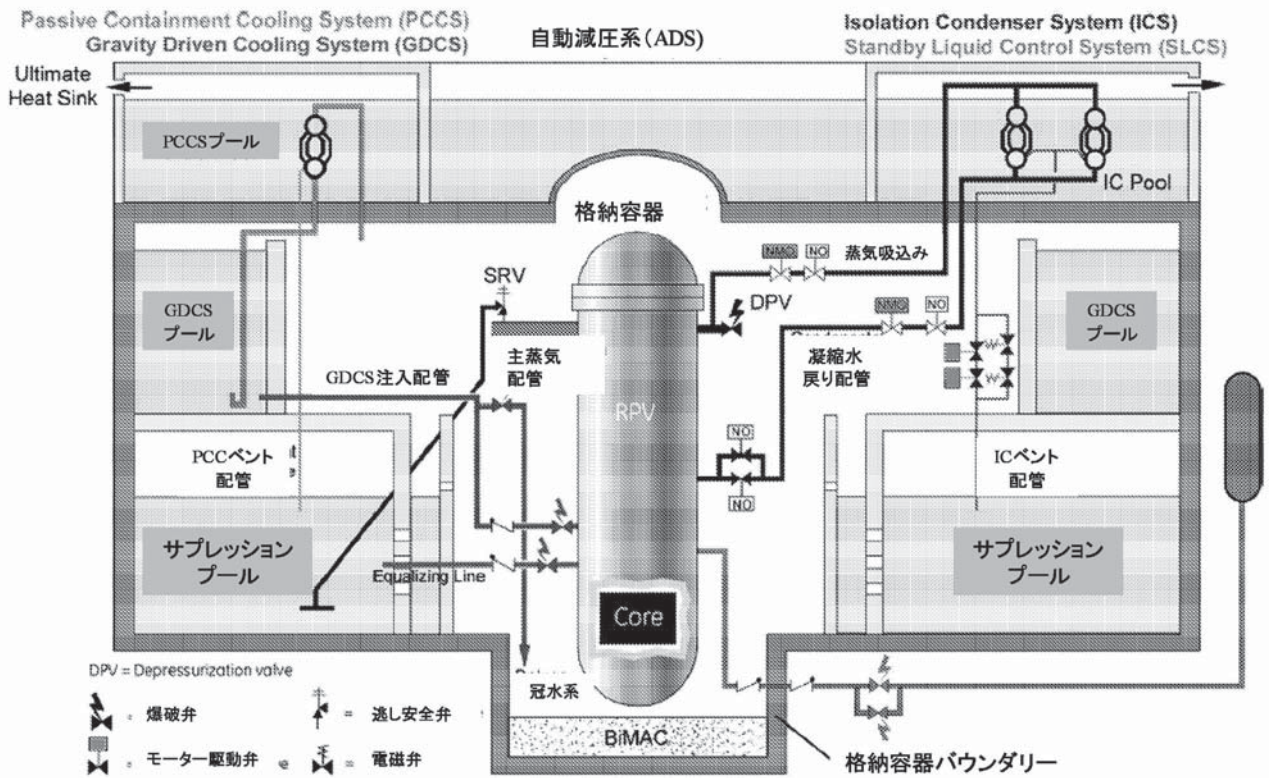 Passive Containment Cooling System (PCCS)
Gravity Driven Cooling System (GDCS)
自動減圧系(ADS)
Isolation Condenser System (ICS)
Standby Liquid Control System (SLCS)
Ultimate
Heat Sink
PCCSプール
IC Pool
格納容器
NMO
NO
蒸気吸込み
SRV
DPV
NMO
NO
GDCS
プール
GDCS
プール
主蒸気
配管
凝縮水
戻り配管
GDCS注入配管
RPV
NO
PCCベント
配管
ICベント
配管
NO
サプレッション
プール
サプレッション
プール
Equalizing Line
Core
DPV = Depressurization valve
冠水系
爆破弁
= 逃し安全弁
BiMAC
モーター駆動弁
= 電磁弁
格納容器バウンダリー